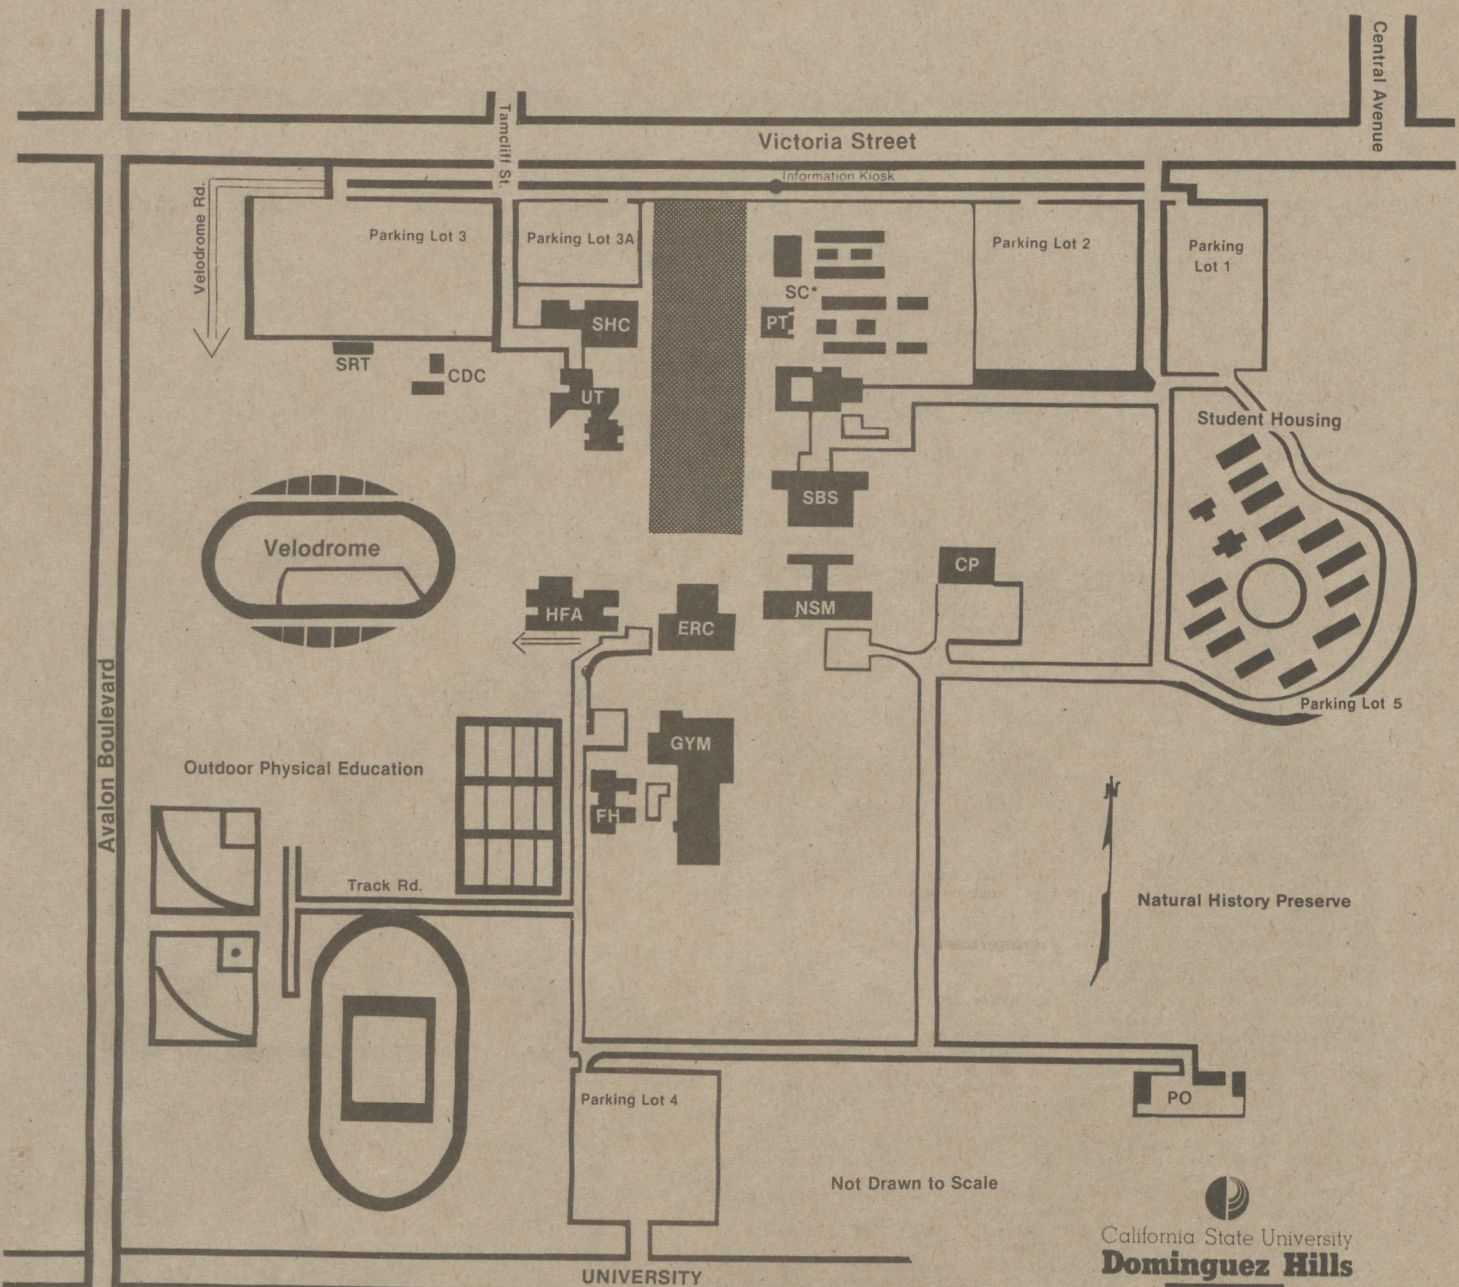 Central Avenue
Tamcliff St.
Victoria Street
Information Kiosk
Velodrome Rd.
Parking Lot 3
Parking Lot 3A
Parking Lot 2
Parking
Lot 1
SC*
SHC
PT
SRT
CDC
UT
Student Housing
SBS
Velodrome
CP
HFA
ERC
NSM
Parking Lot 5
Avalon Boulevard
GYM
Outdoor Physical Education
N
FH
Track Rd.
Natural History Preserve
Parking Lot 4
PO
Not Drawn to Scale
California State University
Dominguez Hills
UNIVERSITY